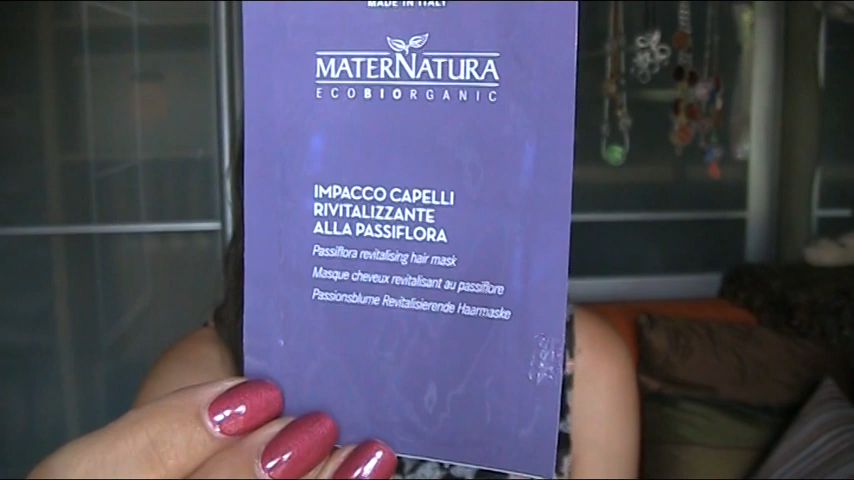 MADE IN ITALY
MATERNATURA
ECOBIORGANIC
IMPACCO CAPELLI
RIVITALIZZANTE
ALLA PASSIFLORA
Passiflora revitalising hair mask
Masque cheveux revitalisant au passiflore
Passionsblume Revitalisierende Haarmaske